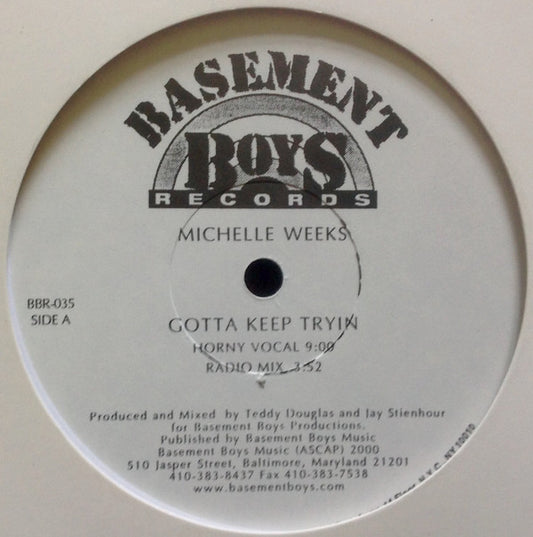 BASEMENT
BOYS
RECORDS
MICHELLE WEEKS
BBR-035
SIDE A
GOTTA KEEP TRYIN
HORNY VOCAL 9:00
RADIO MIX 3:52
Produced and Mixed by Teddy Douglas and Jay Stienhour
for Basement Boys Productions.
Published by Basement Boys Music
Basement Boys Music (ASCAP) 2000
510 Jasper Street, Baltimore, Maryland 21201
410-383-8437 Fax 410-383-7538
www.basementboys.com
N.Y.C. NY 10010